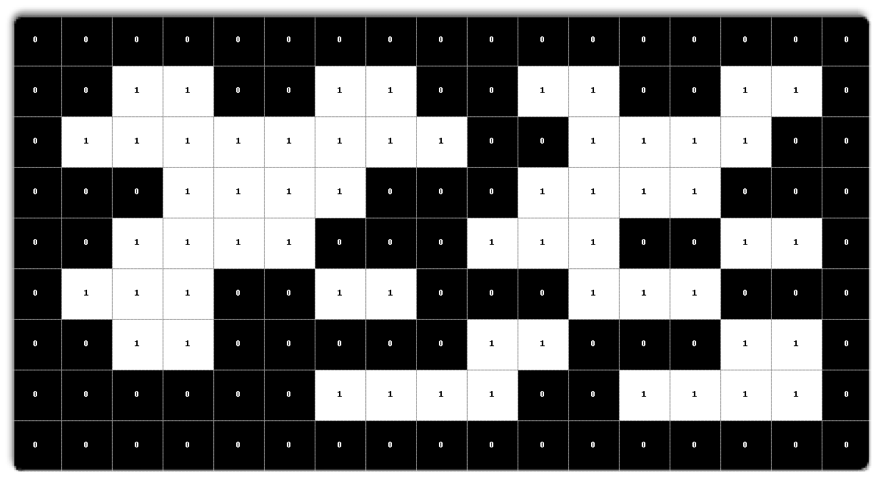 0 0 0 0 0 0 0 0 0 0 0 0 0 0 0 0 0
0 0 1 1 0 0 1 1 0 0 1 1 0 0 1 1 0
0 1 1 1 1 1 1 1 1 0 0 1 1 1 1 0 0
0 0 0 1 1 1 1 0 0 0 1 1 1 1 0 0 0
0 0 1 1 1 1 0 0 0 1 1 1 0 0 1 1 0
0 1 1 1 0 0 1 1 0 0 0 1 1 1 0 0 0
0 0 1 1 0 0 0 0 0 1 1 0 0 0 1 1 0
0 0 0 0 0 0 1 1 1 1 0 0 1 1 1 1 0
0 0 0 0 0 0 0 0 0 0 0 0 0 0 0 0 0